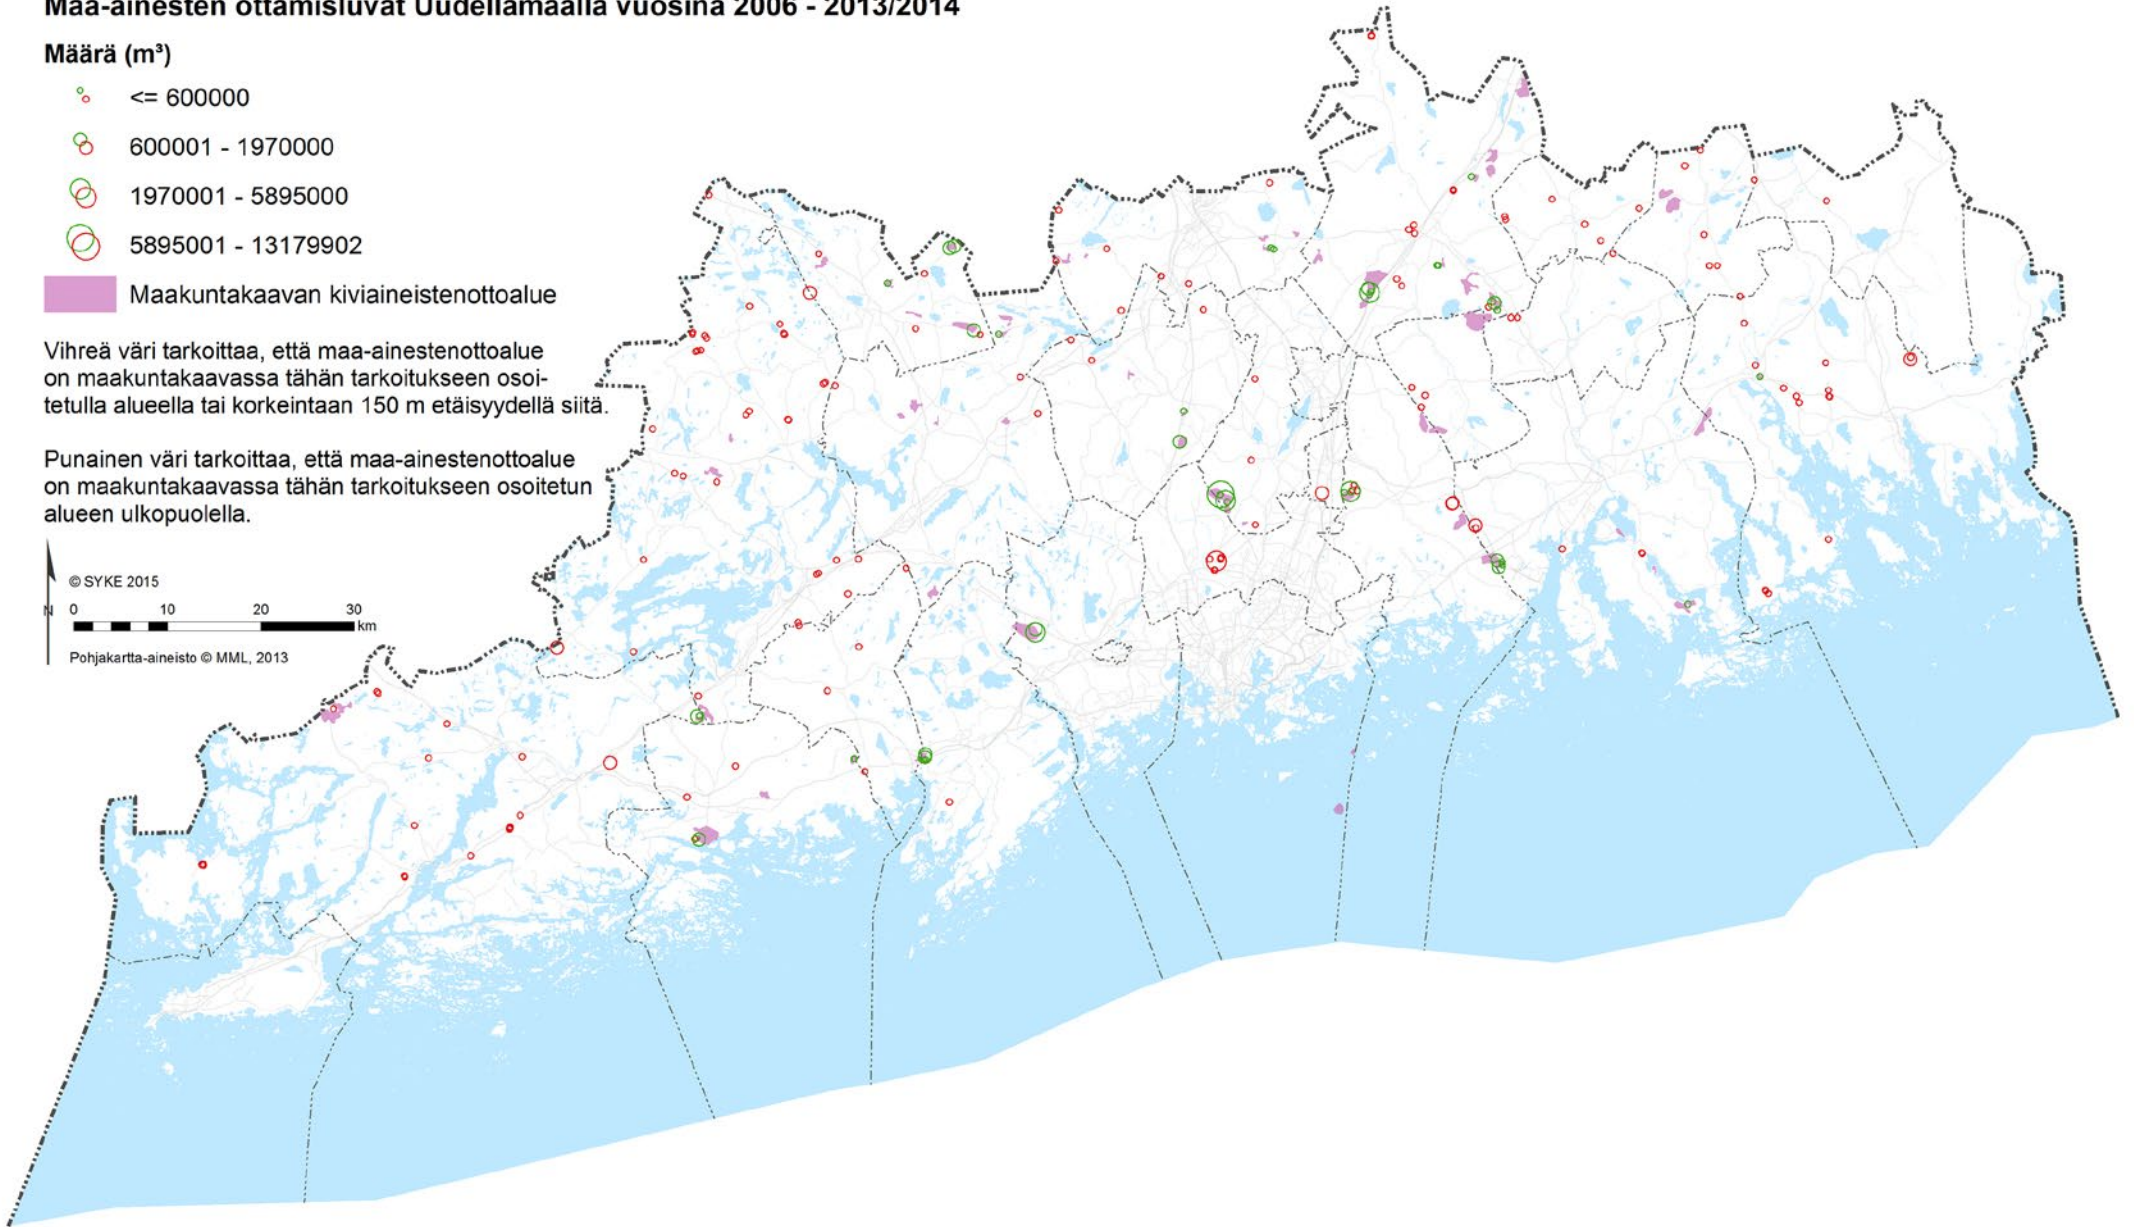 Maa-ainesten ottamisluvat Uudellamaalla vuosina 2006 - 2013/2014
Määrä (m³)
<= 600000
600001 - 1970000
1970001 - 5895000
5895001 - 13179902
Maakuntakaavan kiviaineistenottoalue
Vihreä väri tarkoittaa, että maa-ainestenottoalue
on maakuntakaavassa tähän tarkoitukseen osoi-
tetulla alueella tai korkeintaan 150 m etäisyydellä siitä.
Punainen väri tarkoittaa, että maa-ainestenottoalue
on maakuntakaavassa tähän tarkoitukseen osoitetun
alueen ulkopuolella.
© SYKE 2015
N 0 10 20 30
km
Pohjakartta-aineisto © MML, 2013